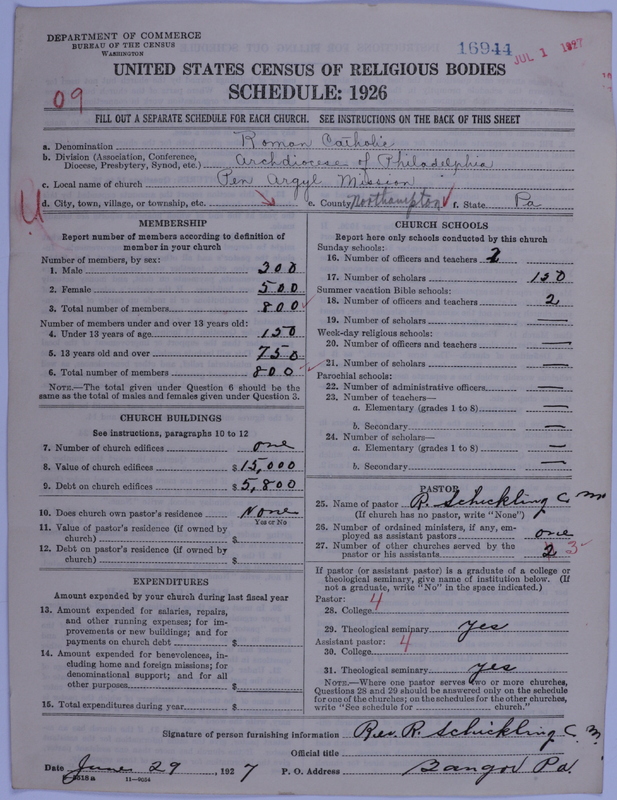 DEPARTMENT OF COMMERCE
BUREAU OF THE CENSUS
WASHINGTON
16944
JUL 1 1927
UNITED STATES CENSUS OF RELIGIOUS BODIES
SCHEDULE: 1926
09
FILL OUT A SEPARATE SCHEDULE FOR EACH CHURCH. SEE INSTRUCTIONS ON THE BACK OF THIS SHEET
a. Denomination Roman Catholic
b. Division (Association, Conference, Diocese, Presbytery, Synod, etc.) Archdiocese of Philadelphia
c. Local name of church Pen Argyl Mission
d. City, town, village, or township, etc. e. County Northampton f. State Pa
MEMBERSHIP
Report number of members according to definition of
member in your church
Number of members, by sex:
1. Male 300
2. Female 500
3. Total number of members 800
Number of members under and over 13 years old:
4. Under 13 years of age 150
5. 13 years old and over 750
6. Total number of members 800
NOTE.—The total given under Question 6 should be
same as the total of males and females given under Question 3.
CHURCH BUILDINGS
See instructions, paragraphs 10 to 12
7. Number of church edifices one
8. Value of church edifices $15,000
9. Debt on church edifices $5,800
10. Does church own pastor's residence None
Yes or No
11. Value of pastor's residence (if owned by
church) $
12. Debt on pastor's residence (if owned by
church) $
EXPENDITURES
Amount expended by your church during last fiscal year
13. Amount expended for salaries, repairs,
and other running expenses; for im-
provements or new buildings; and for
payments on church debt $
14. Amount expended for benevolences, in-
cluding home and foreign missions; for
denominational support; and for all
other purposes $
15. Total expenditures during year $
CHURCH SCHOOLS
Report here only schools conducted by this church
Sunday schools:
16. Number of officers and teachers 2
17. Number of scholars 150
Summer vacation Bible schools:
18. Number of officers and teachers 2
19. Number of scholars —
Week-day religious schools:
20. Number of officers and teachers —
21. Number of scholars —
Parochial schools:
22. Number of administrative officers —
23. Number of teachers—
a. Elementary (grades 1 to 8) —
b. Secondary —
24. Number of scholars—
a. Elementary (grades 1 to 8) —
b. Secondary —
PASTOR
25. Name of pastor R. Schickling C. M.
(If church has no pastor, write "None")
26. Number of ordained ministers, if any, em-
ployed as assistant pastors one
27. Number of other churches served by the
pastor or his assistants 2 3
If pastor (or assistant pastor) is a graduate of a college or
theological seminary, give name of institution below. (If
not a graduate, write "No" in the space indicated.)
Pastor:
28. College 4
29. Theological seminary Yes
Assistant pastor:
30. College 4
31. Theological seminary Yes
NOTE.—Where one pastor serves two or more churches,
Questions 28 and 29 should be answered only on the schedule
for one of the churches; on the schedules for the other churches,
write "See schedule for church."
Signature of person furnishing information Rev. R. Schickling C. M.
Official title
Date June 29, 1927 P. O. Address Bangor Pa.
8518a 11-9034